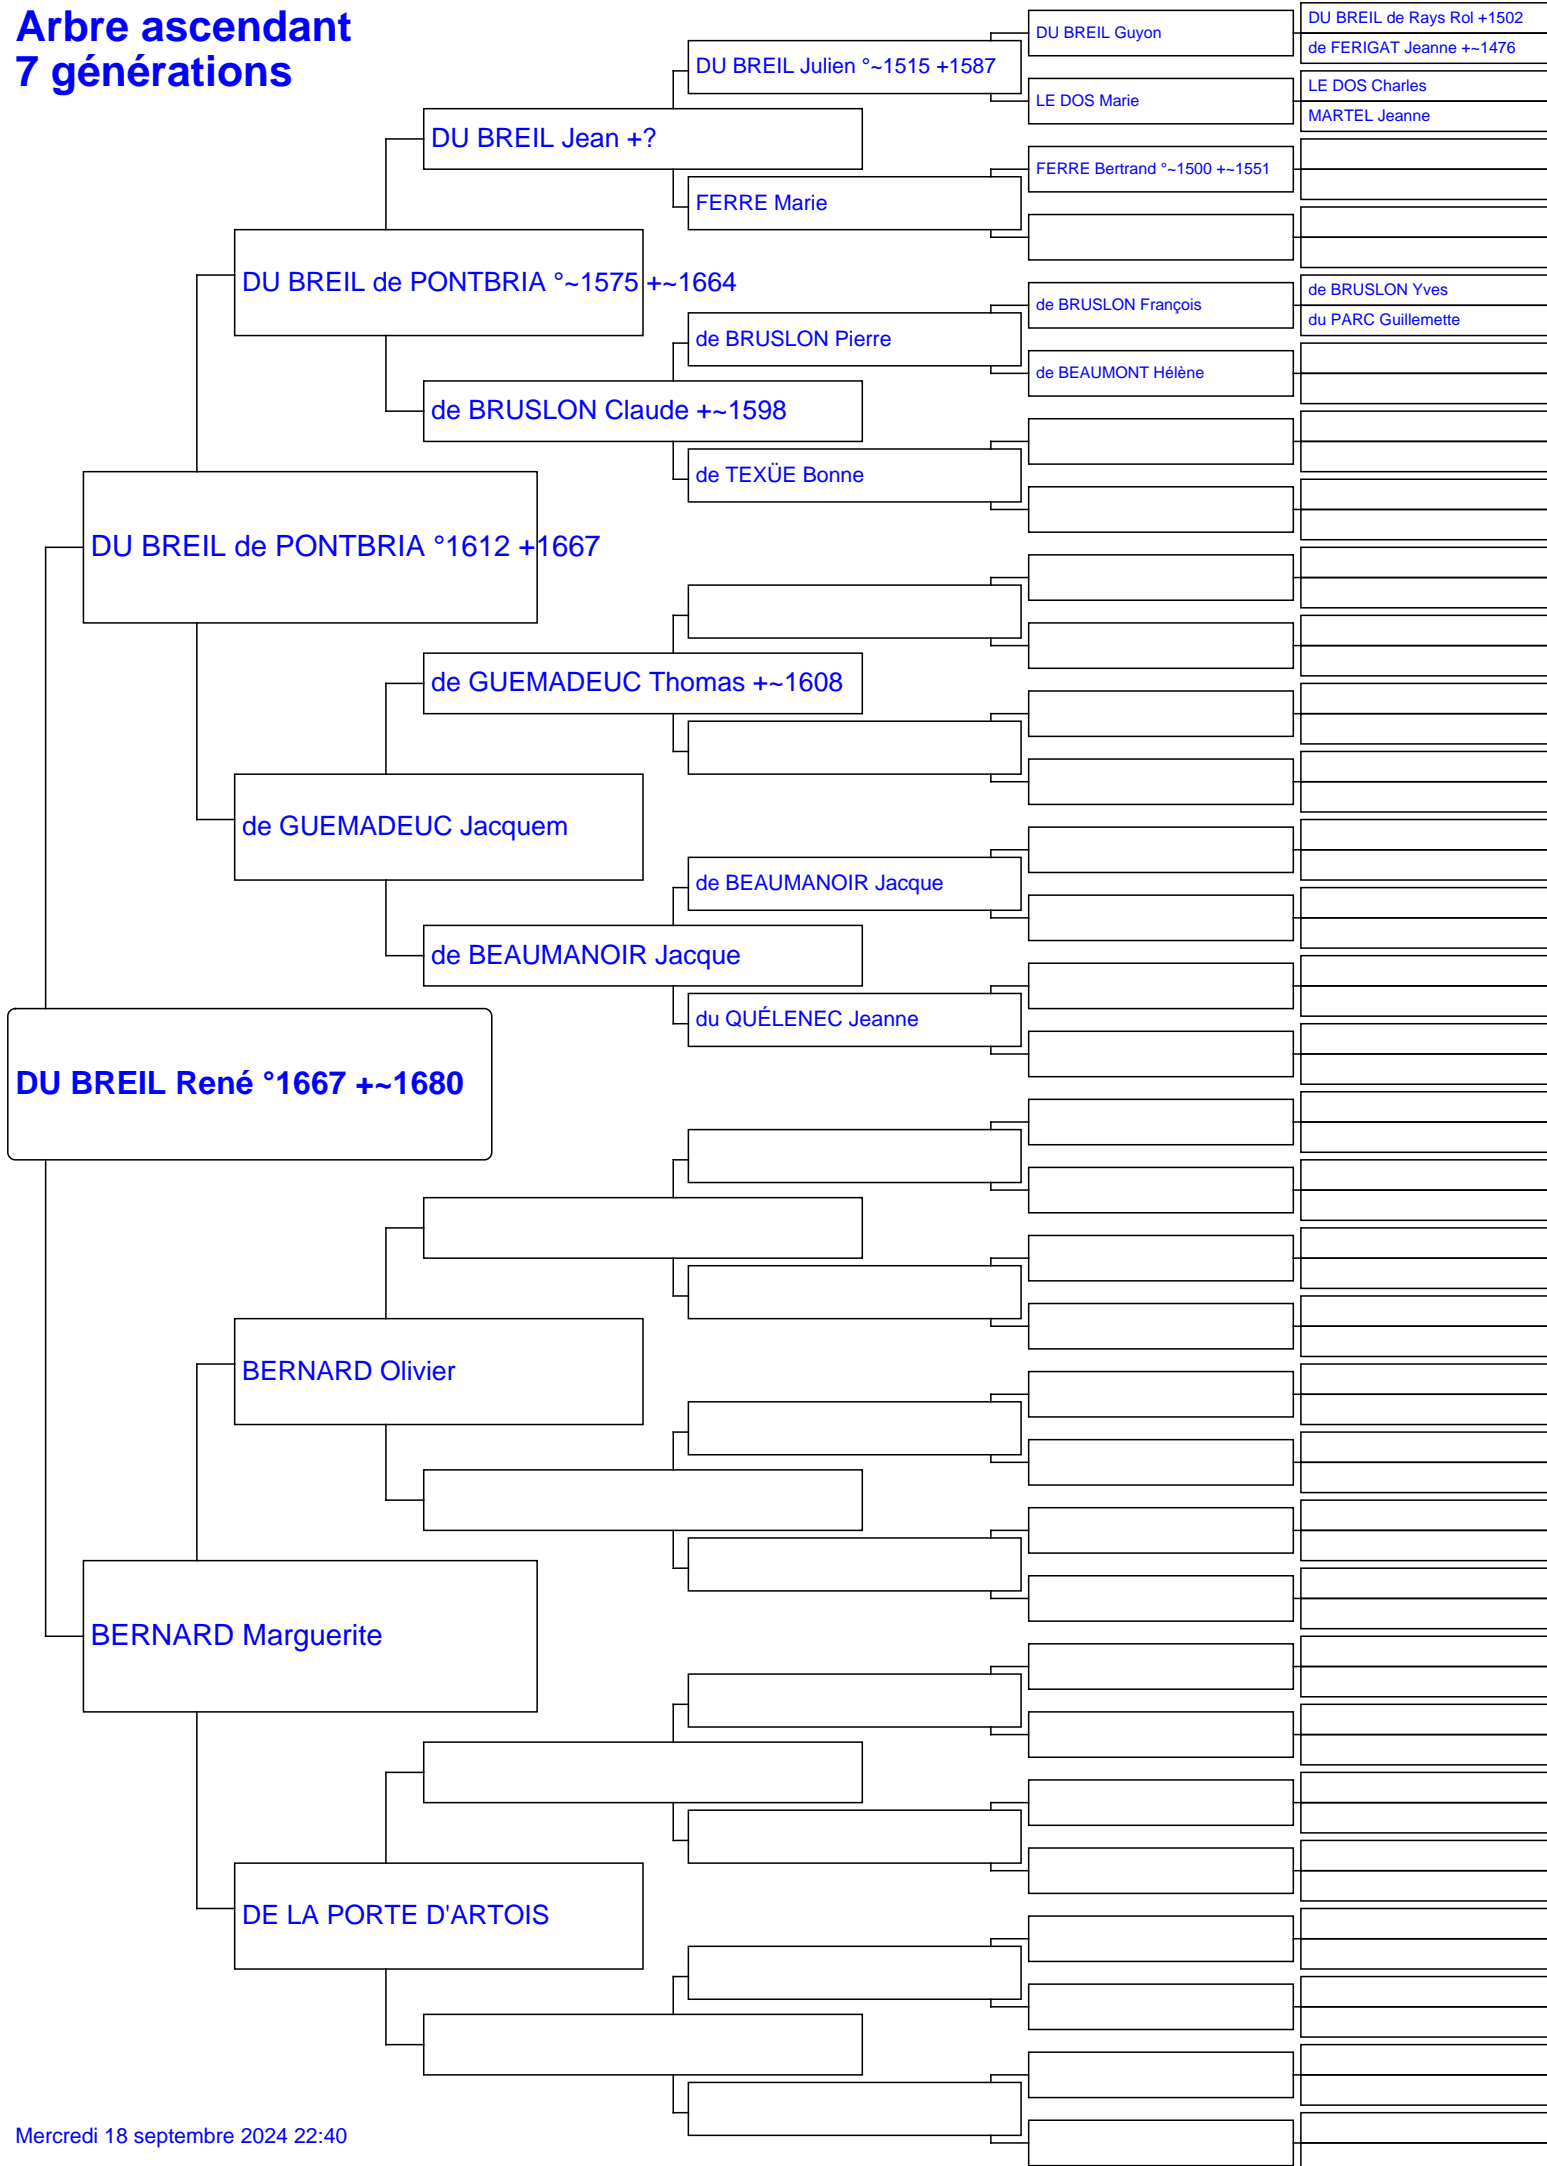 Arbre ascendant
7 générations
DU BREIL René °1667 +~1680
DU BREIL de PONTBRIA °1612 +1667
BERNARD Marguerite
DU BREIL de PONTBRIA °~1575 +~1664
de GUEMADEUC Jacquem
BERNARD Olivier
DE LA PORTE D'ARTOIS
DU BREIL Jean +?
de BRUSLON Claude +~1598
de GUEMADEUC Thomas +~1608
de BEAUMANOIR Jacque
DU BREIL Julien °~1515 +1587
FERRE Marie
de BRUSLON Pierre
de TEXÜE Bonne
de BEAUMANOIR Jacque
du QUÉLENEC Jeanne
DU BREIL Guyon
LE DOS Marie
FERRE Bertrand °~1500 +~1551
de BRUSLON François
de BEAUMONT Hélène
DU BREIL de Rays Rol +1502
de FERIGAT Jeanne +~1476
LE DOS Charles
MARTEL Jeanne
de BRUSLON Yves
du PARC Guillemette
Mercredi 18 septembre 2024 22:40